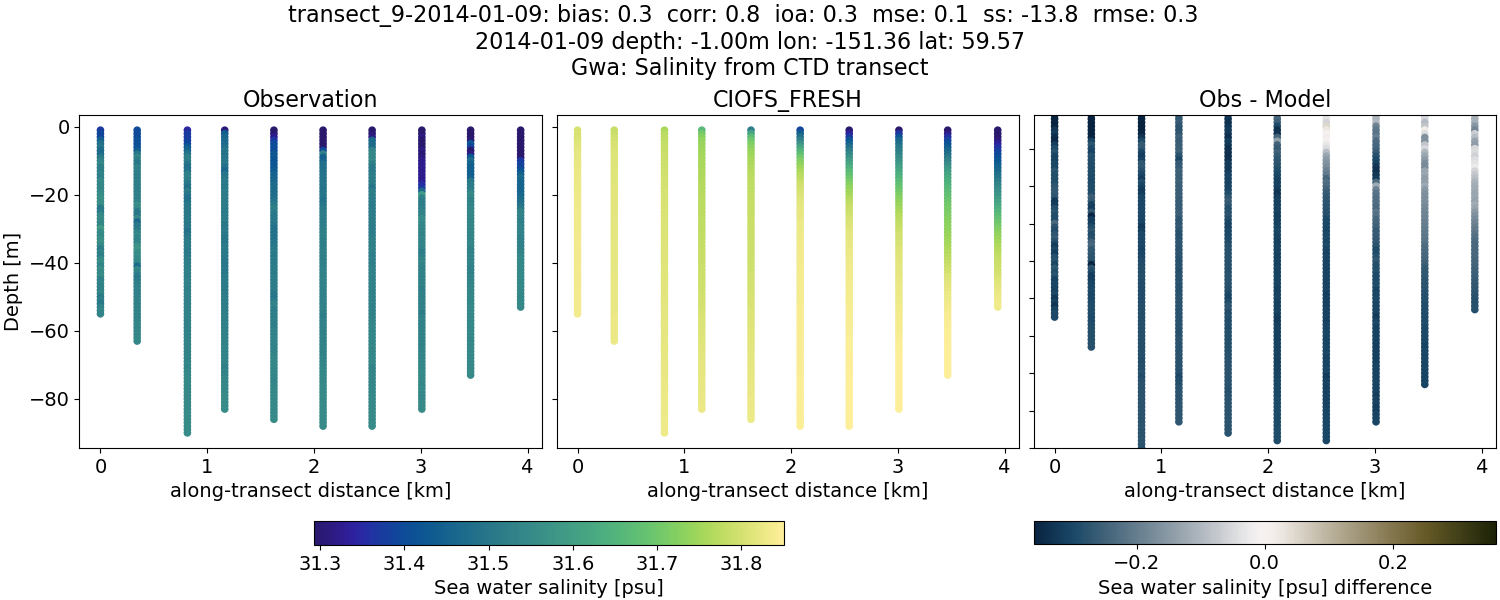 transect_9-2014-01-09: bias: 0.3 corr: 0.8 ioa: 0.3 mse: 0.1 ss: -13.8 rmse: 0.3
2014-01-09 depth: -1.00m lon: -151.36 lat: 59.57
Gwa: Salinity from CTD transect
Observation
CIOFS_FRESH
Obs - Model
Depth [m]
0
−20
−40
−60
−80
0 1 2 3 4
0 1 2 3 4
0 1 2 3 4
along-transect distance [km]
along-transect distance [km]
along-transect distance [km]
31.3 31.4 31.5 31.6 31.7 31.8
Sea water salinity [psu]
−0.2 0.0 0.2
Sea water salinity [psu] difference